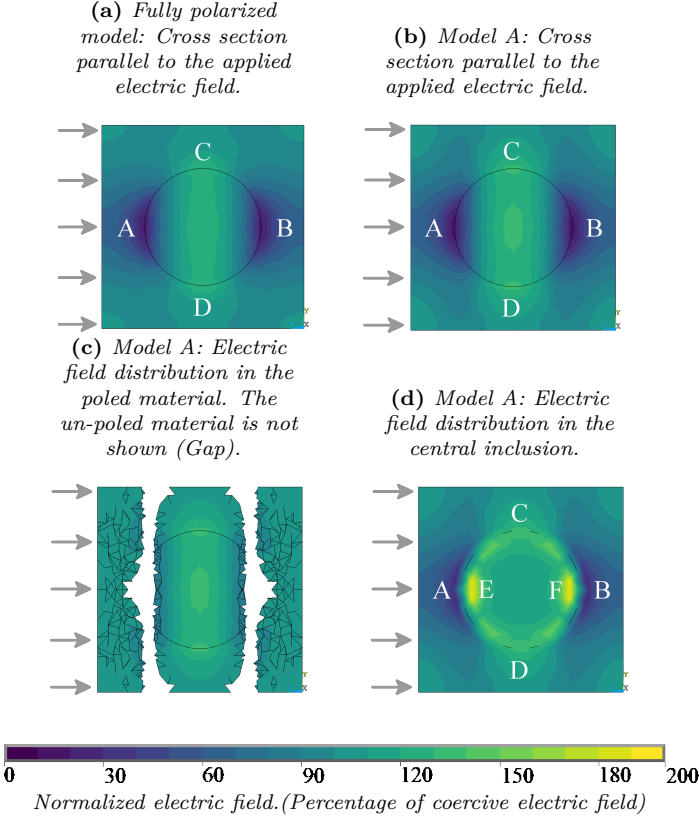 (a) Fully polarized
model: Cross section
parallel to the applied
electric field.
(b) Model A: Cross
section parallel to the
applied electric field.
C
A
B
D
Y
X
C
A
B
D
Y
X
(c) Model A: Electric
field distribution in the
poled material. The
un-poled material is not
shown (Gap).
(d) Model A: Electric
field distribution in the
central inclusion.
Y
X
C
A
E
F
B
D
Y
X
0 30 60 90 120 150 180 200
Normalized electric field.(Percentage of coercive electric field)